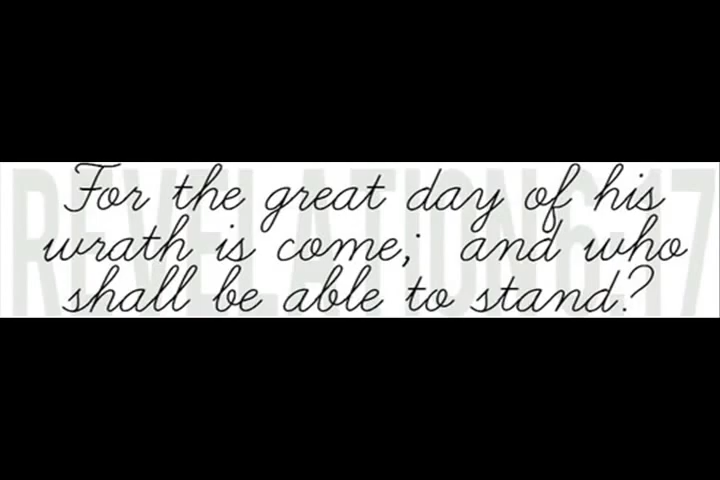 For the great day of his
wrath is come; and who
shall be able to stand?
REVELATION 6:17